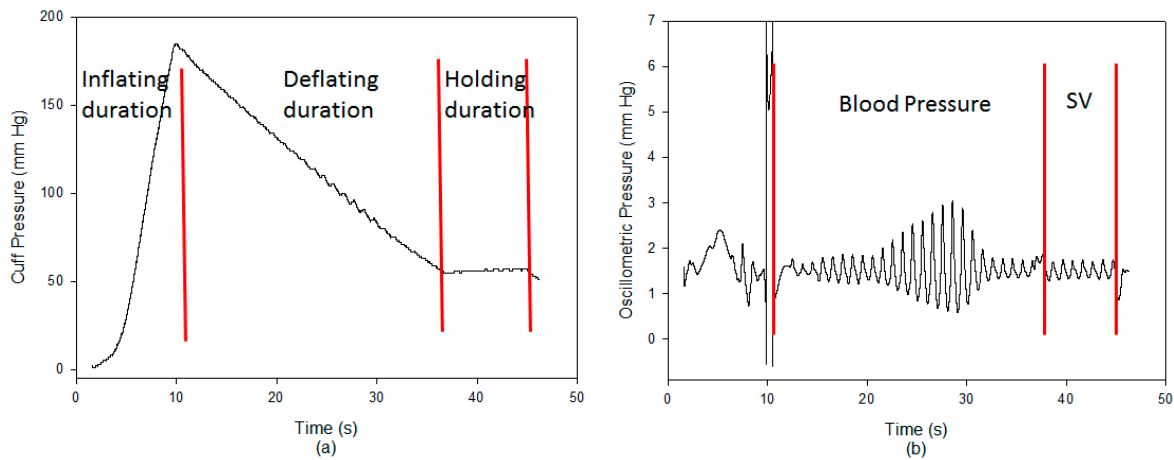 200
150
100
50
0
Cuff Pressure (mm Hg)
Inflating
duration
Deflating
duration
Holding
duration
0 10 20 30 40 50
Time (s)
(a)
7
6
5
4
3
2
1
0
Oscillometric Pressure (mm Hg)
Blood Pressure
SV
0 10 20 30 40 50
Time (s)
(b)